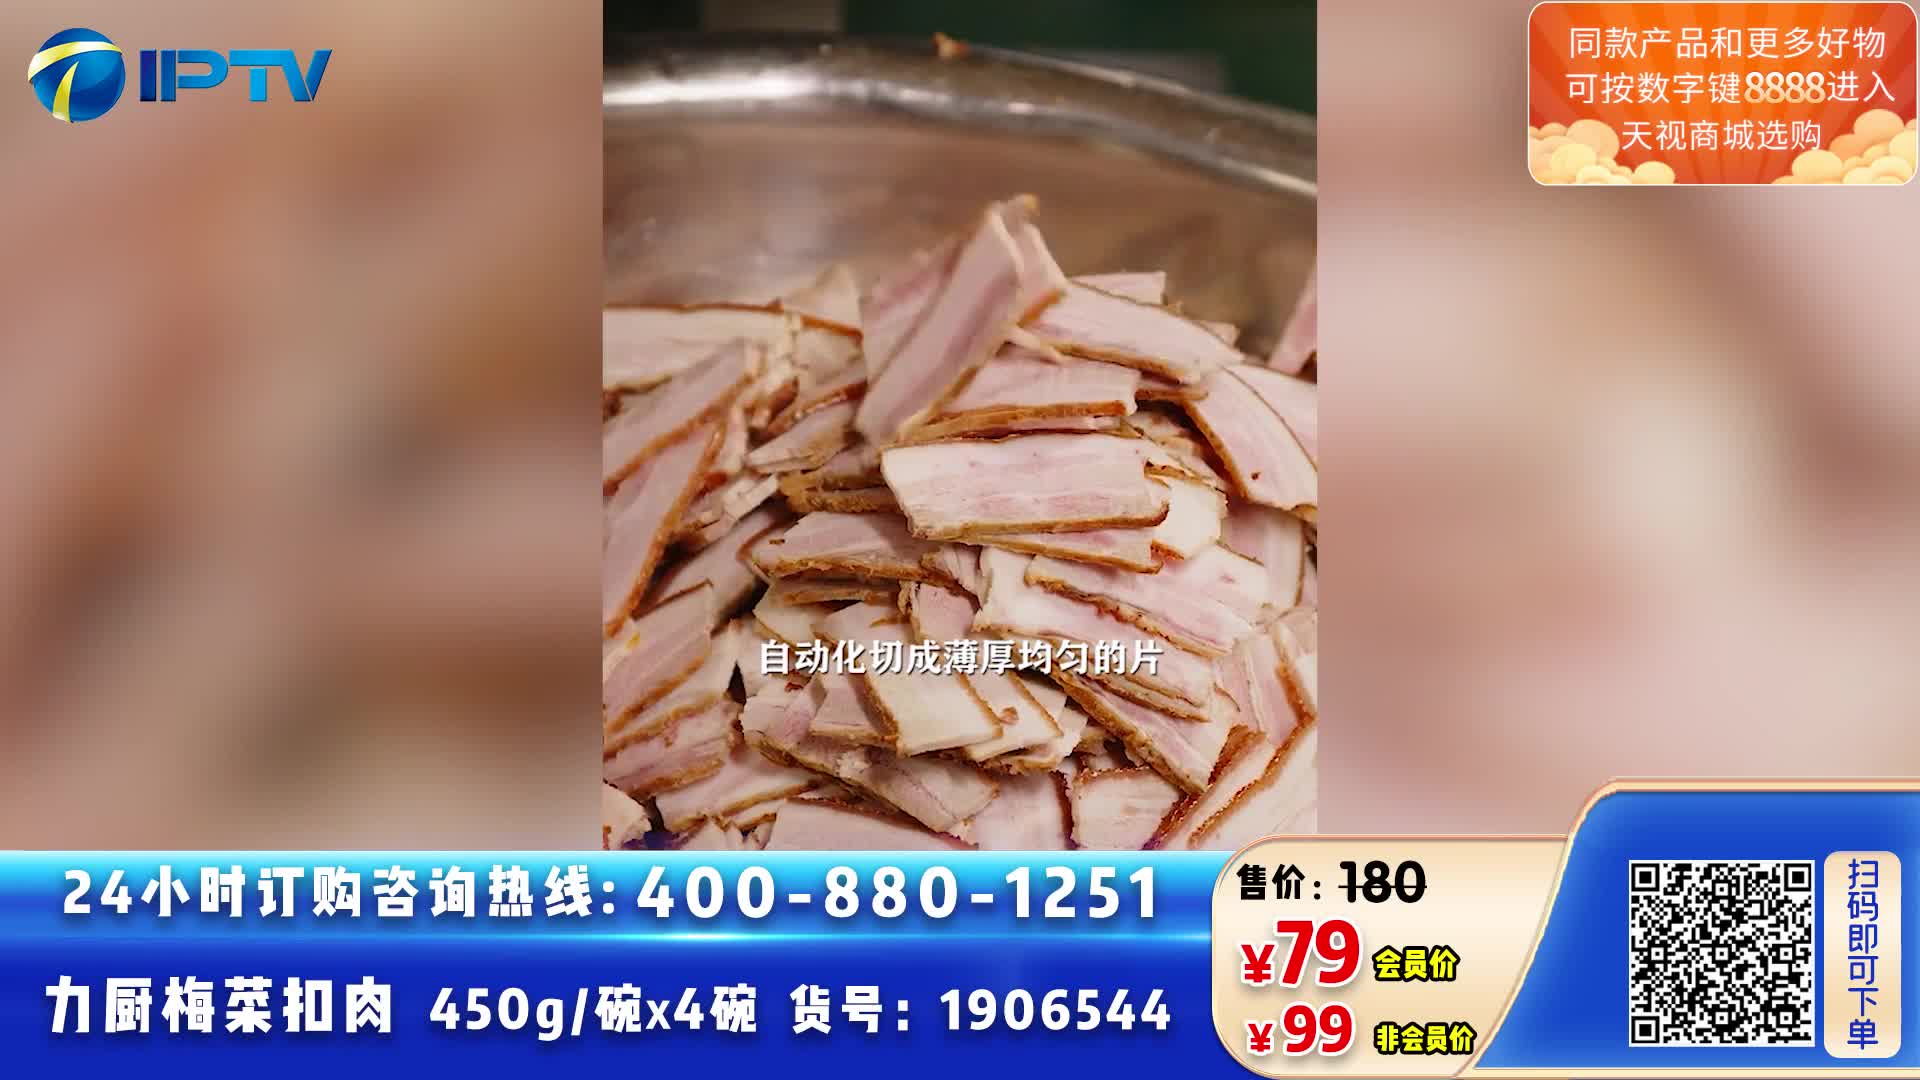 IPTV
同款产品和更多好物
可按数字键8888进入
天视商城选购
自动化切成薄厚均匀的片
24小时订购咨询热线:400-880-1251
力厨梅菜扣肉 450g/碗x4碗 货号:1906544
售价:180
¥79 会员价
¥99 非会员价
扫码即可下单